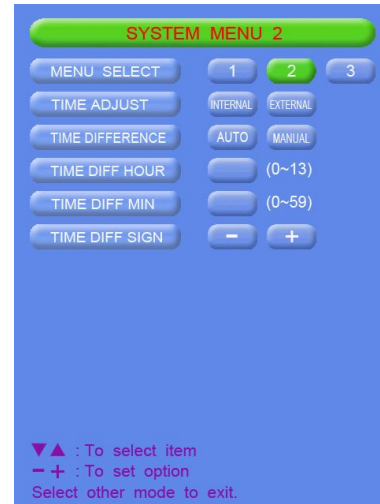 SYSTEM MENU 2
MENU SELECT 1 2 3
TIME ADJUST INTERNAL EXTERNAL
TIME DIFFERENCE AUTO MANUAL
TIME DIFF HOUR (0~13)
TIME DIFF MIN (0~59)
TIME DIFF SIGN - +
▼▲ : To select item
- + : To set option
Select other mode to exit.